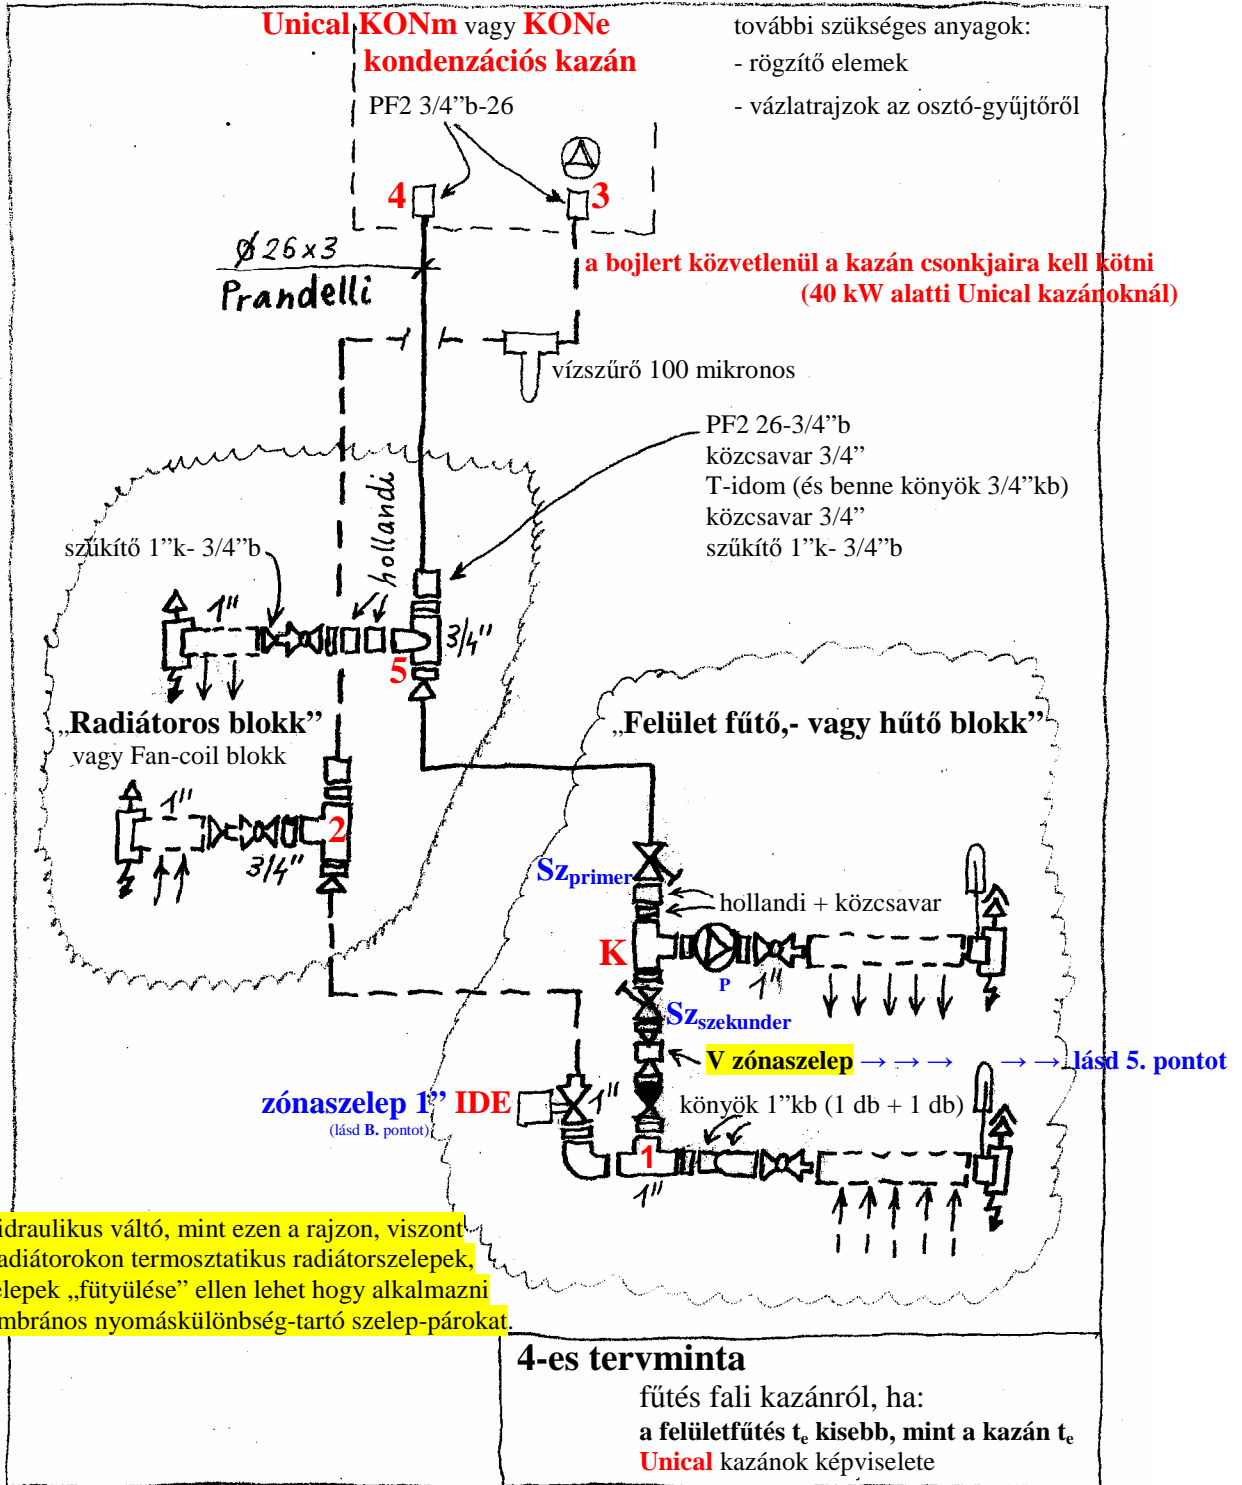 Unical KONm vagy KONe
kondenzációs kazán
PF2 3/4”b-26
további szükséges anyagok:
- rögzítő elemek
- vázlatrajzok az osztó-gyűjtőről
4
3
Ø 26x3
Prandelli
a bojlert közvetlenül a kazán csonkjaira kell kötni
(40 kW alatti Unical kazánoknál)
vízszűrő 100 mikronos
PF2 26-3/4”b
közcsavar 3/4”
T-idom (és benne könyök 3/4”kb)
közcsavar 3/4”
szűkítő 1”k- 3/4”b
szűkítő 1”k- 3/4”b
hollandi
1"
3/4"
5
„Radiátoros blokk”
vagy Fan-coil blokk
1"
2
3/4"
„Felület fűtő,- vagy hűtő blokk”
Szprimer
hollandi + közcsavar
K
P
1"
Szszekunder
V zónaszelep → → → → → lásd 5. pontot
zónaszelep 1” IDE
(lásd B. pontot)
1"
könyök 1”kb (1 db + 1 db)
1
1"
idraulikus váltó, mint ezen a rajzon, viszont
adiátorokon termosztatikus radiátorszelepek,
elepek „fütyülése” ellen lehet hogy alkalmazni
mbrános nyomáskülönbség-tartó szelep-párokat.
4-es tervminta
fűtés fali kazánról, ha:
a felületfűtés te kisebb, mint a kazán te
Unical kazánok képviselete